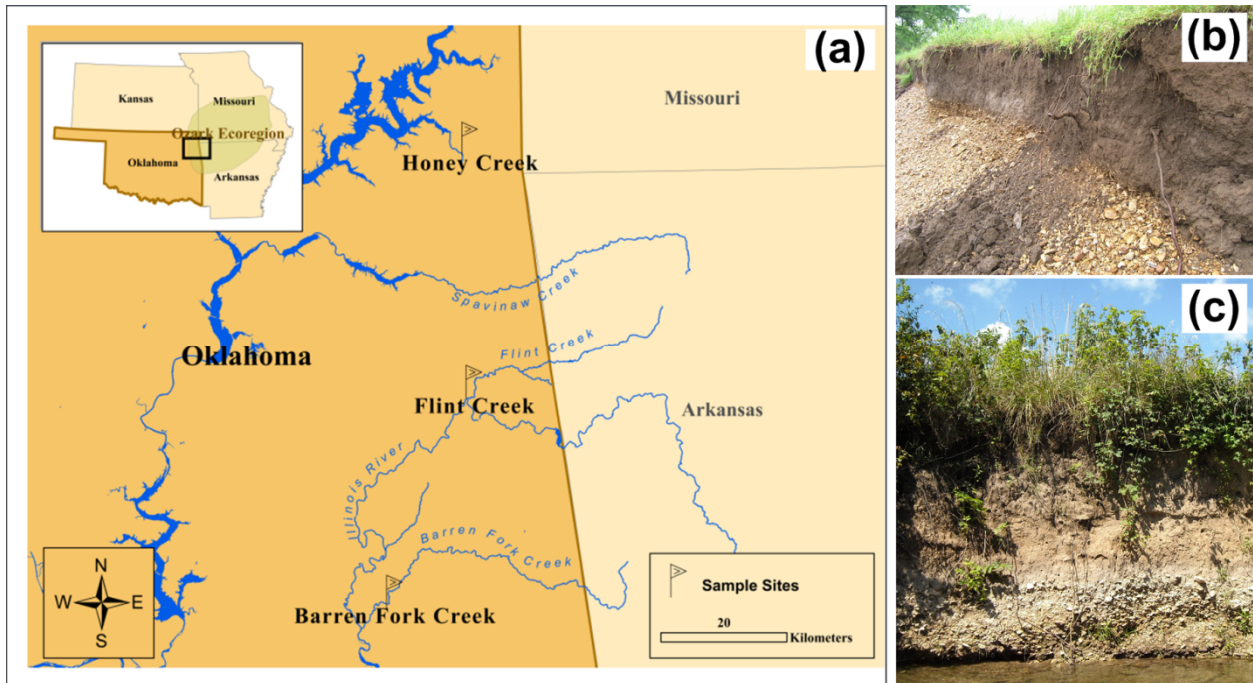 (a)
Kansas
Missouri
Ozark Ecoregion
Oklahoma
Arkansas
Missouri
Honey Creek
Spavinaw Creek
Oklahoma
Flint Creek
Flint Creek
Arkansas
Illinois River
Barren Fork Creek
Barren Fork Creek
N
W E
S
Sample Sites
20
Kilometers
(b)
(c)